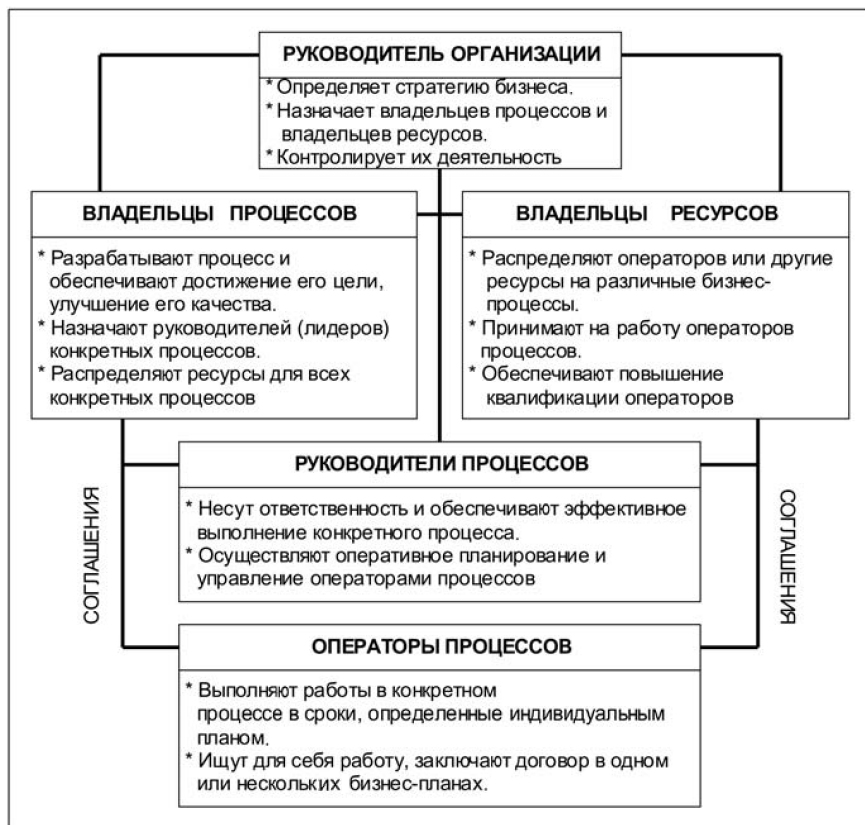 РУКОВОДИТЕЛЬ ОРГАНИЗАЦИИ
* Определяет стратегию бизнеса.
* Назначает владельцев процессов и
владельцев ресурсов.
* Контролирует их деятельность
ВЛАДЕЛЬЦЫ ПРОЦЕССОВ
* Разрабатывают процесс и
обеспечивают достижение его цели,
улучшение его качества.
* Назначают руководителей (лидеров)
конкретных процессов.
* Распределяют ресурсы для всех
конкретных процессов
ВЛАДЕЛЬЦЫ РЕСУРСОВ
* Распределяют операторов или другие
ресурсы на различные бизнес-
процессы.
* Принимают на работу операторов
процессов.
* Обеспечивают повышение
квалификации операторов
СОГЛАШЕНИЯ
РУКОВОДИТЕЛИ ПРОЦЕССОВ
* Несут ответственность и обеспечивают эффективное
выполнение конкретного процесса.
* Осуществляют оперативное планирование и
управление операторами процессов
СОГЛАШЕНИЯ
ОПЕРАТОРЫ ПРОЦЕССОВ
* Выполняют работы в конкретном
процессе в сроки, определенные индивидуальным
планом.
* Ищут для себя работу, заключают договор в одном
или нескольких бизнес-планах.